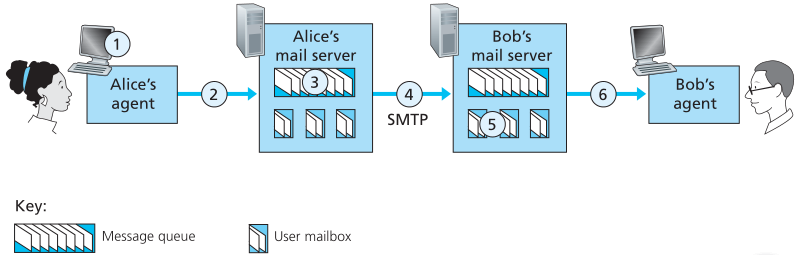 1
Alice's
agent
2
Alice's
mail server
3
4
SMTP
Bob's
mail server
5
6
Bob's
agent
Key:
Message queue
User mailbox